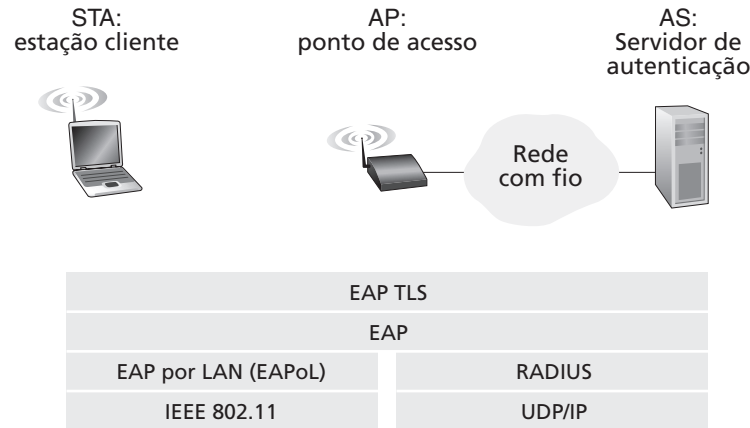 STA:
estação cliente
AP:
ponto de acesso
AS:
Servidor de
autenticação
Rede
com fio
EAP TLS
EAP
EAP por LAN (EAPoL)
RADIUS
IEEE 802.11
UDP/IP